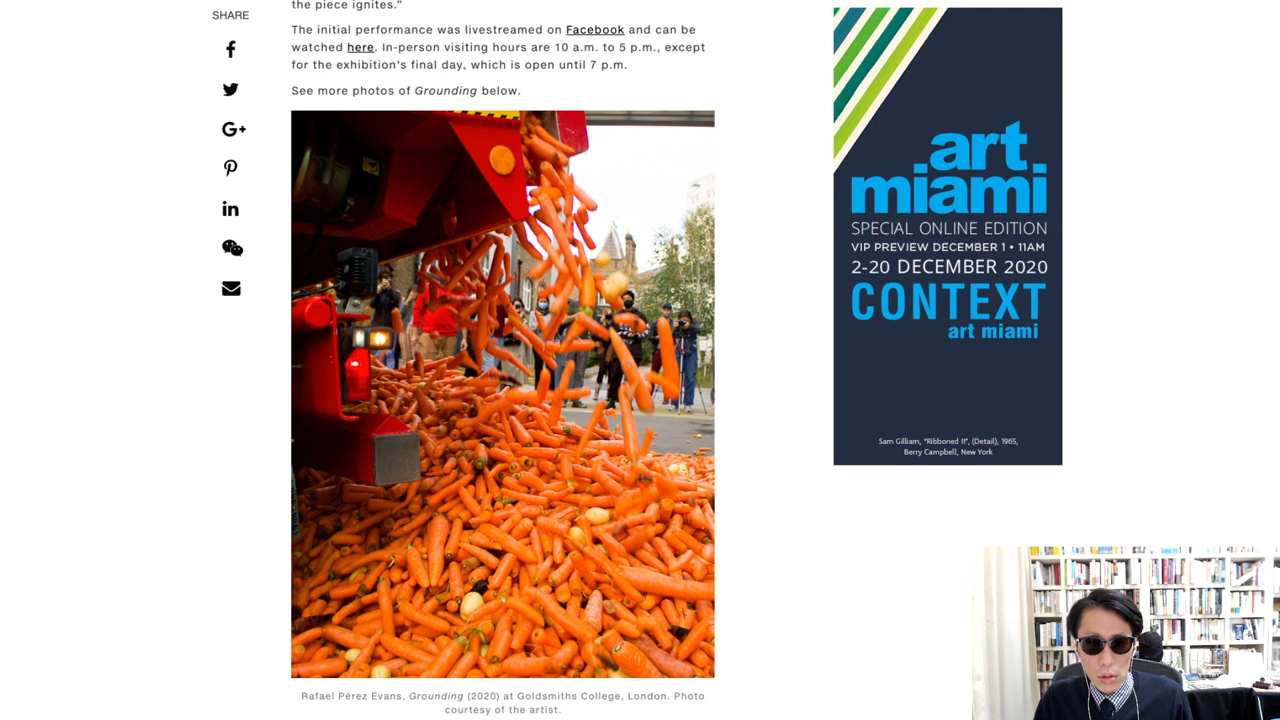 SHARE
the piece ignites.”
The initial performance was livestreamed on Facebook and can be
watched here. In-person visiting hours are 10 a.m. to 5 p.m., except
for the exhibition’s final day, which is open until 7 p.m.
See more photos of Grounding below.
G+
in
Rafael Pérez Evans, Grounding (2020) at Goldsmiths College, London. Photo
courtesy of the artist.
art
miami
SPECIAL ONLINE EDITION
VIP PREVIEW DECEMBER 1 • 11AM
2-20 DECEMBER 2020
CONTEXT
art miami
Sam Gilliam, “Ribboned II”, (Detail), 1965,
Berry Campbell, New York